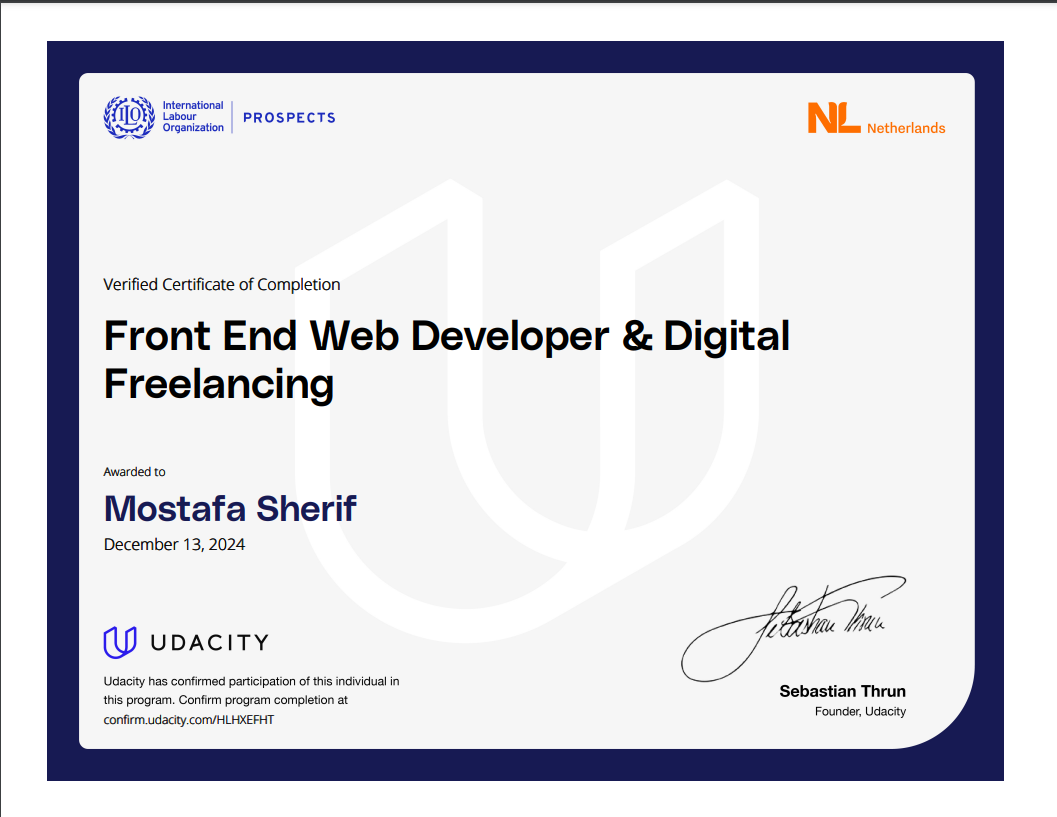 ILO
International
Labour
Organization
PROSPECTS
NL Netherlands
Verified Certificate of Completion
Front End Web Developer & Digital
Freelancing
Awarded to
Mostafa Sherif
December 13, 2024
UDACITY
Udacity has confirmed participation of this individual in
this program. Confirm program completion at
confirm.udacity.com/HLHXEFHT
Sebastian Thrun
Sebastian Thrun
Founder, Udacity